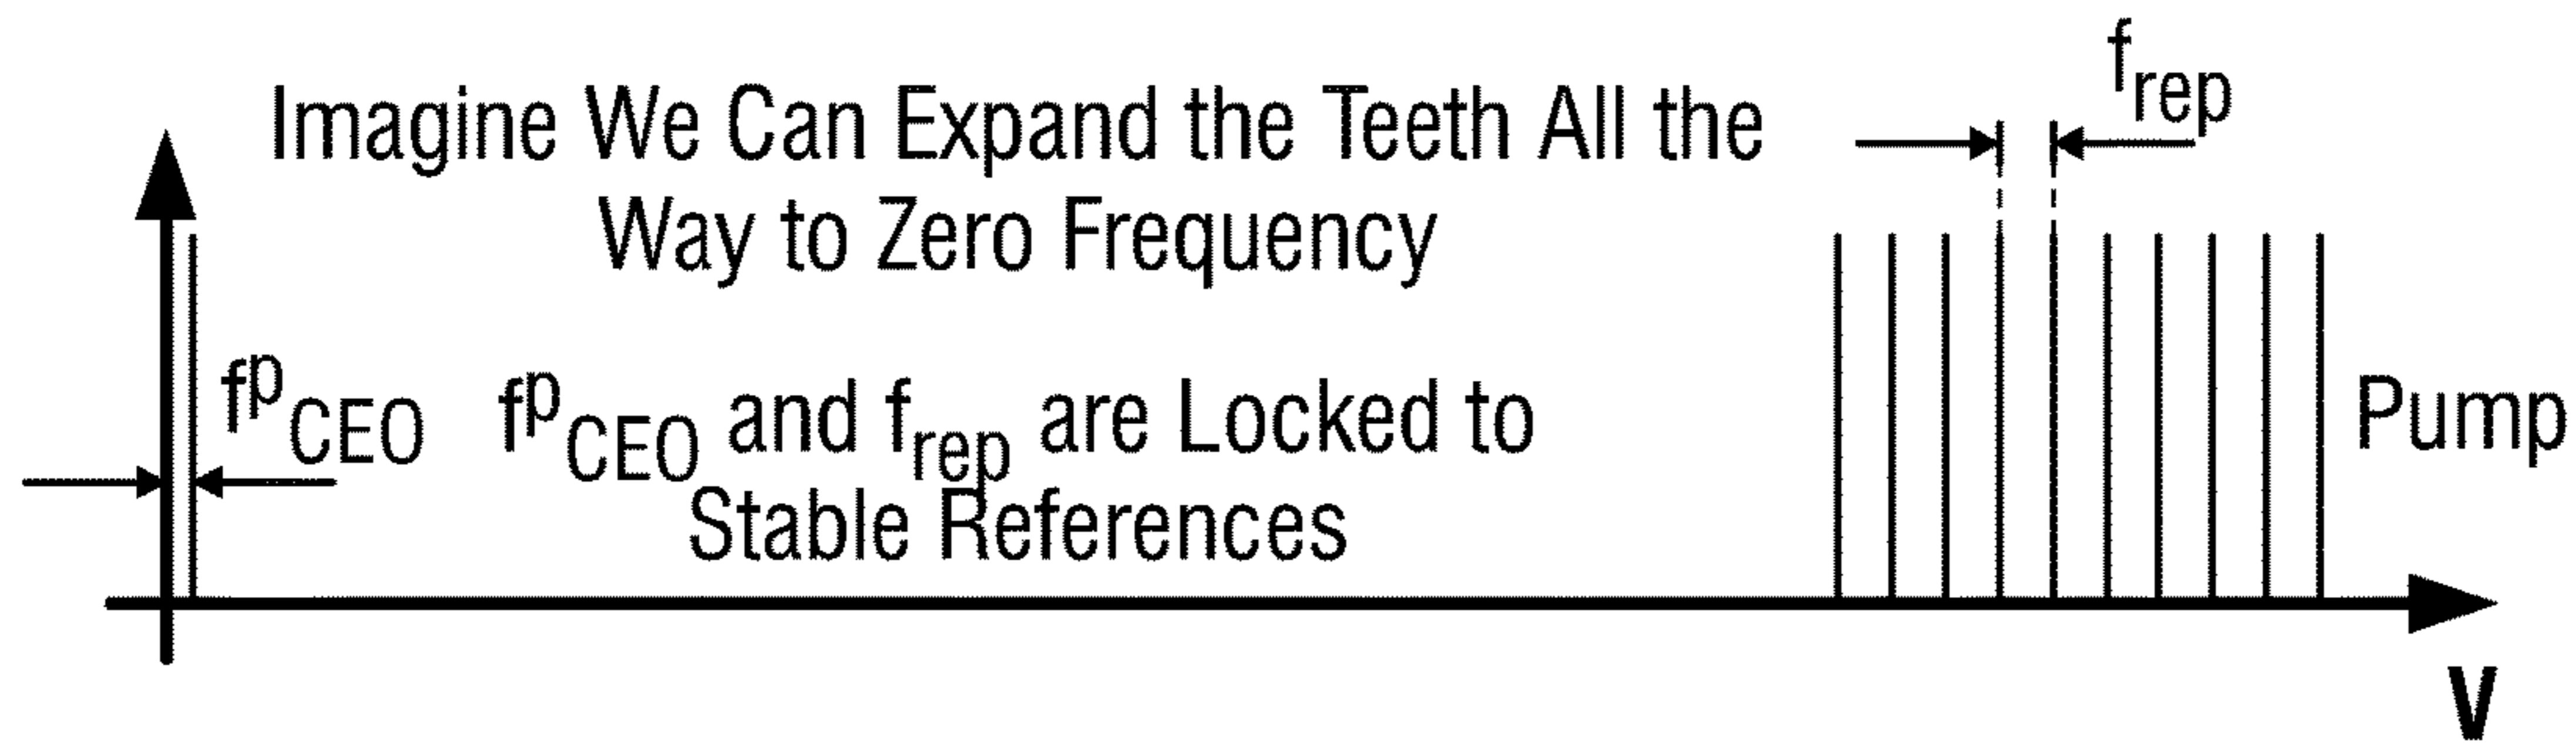 f_rep
Imagine We Can Expand the Teeth All the
Way to Zero Frequency
f^p_CEO
f^p_CEO and f_rep are Locked to
Stable References
Pump
ν